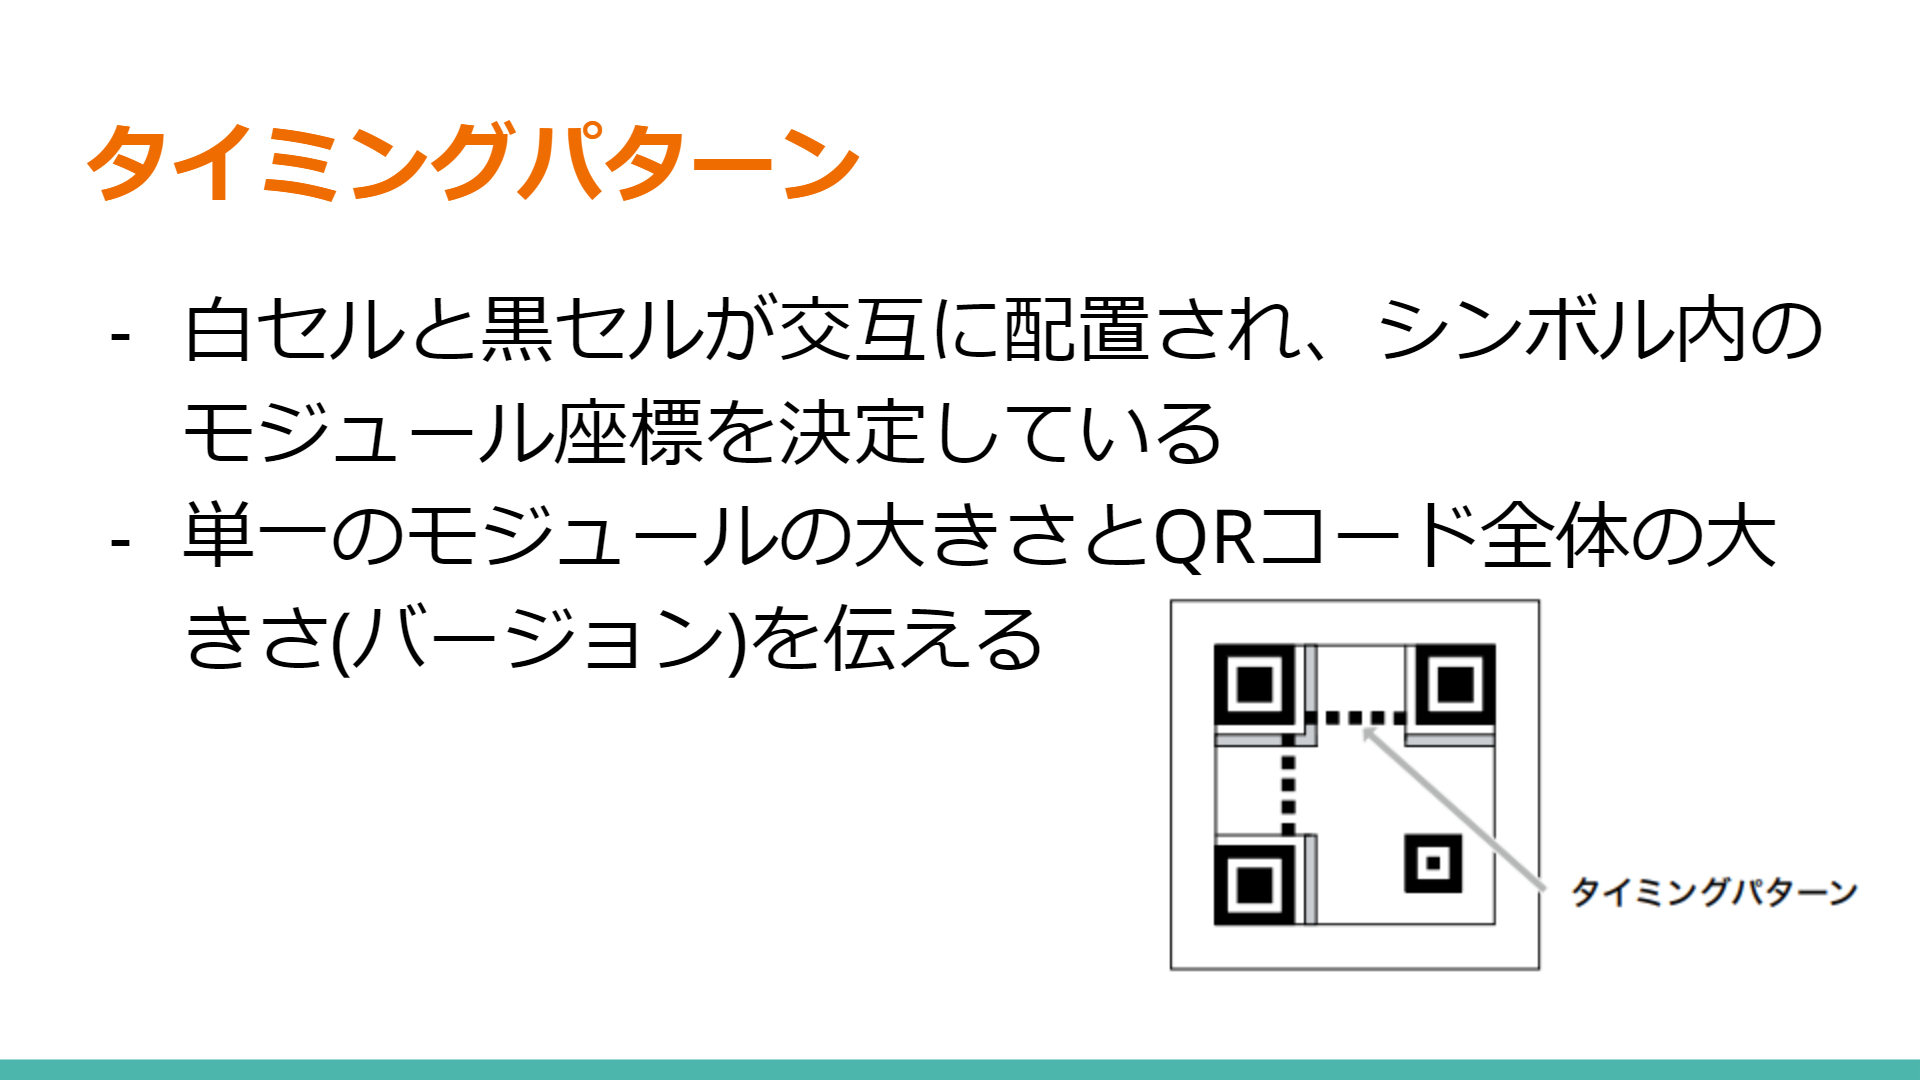 タイミングパターン
- 白セルと黒セルが交互に配置され、シンボル内の
モジュール座標を決定している
- 単一のモジュールの大きさとQRコード全体の大
きさ(バージョン)を伝える
タイミングパターン